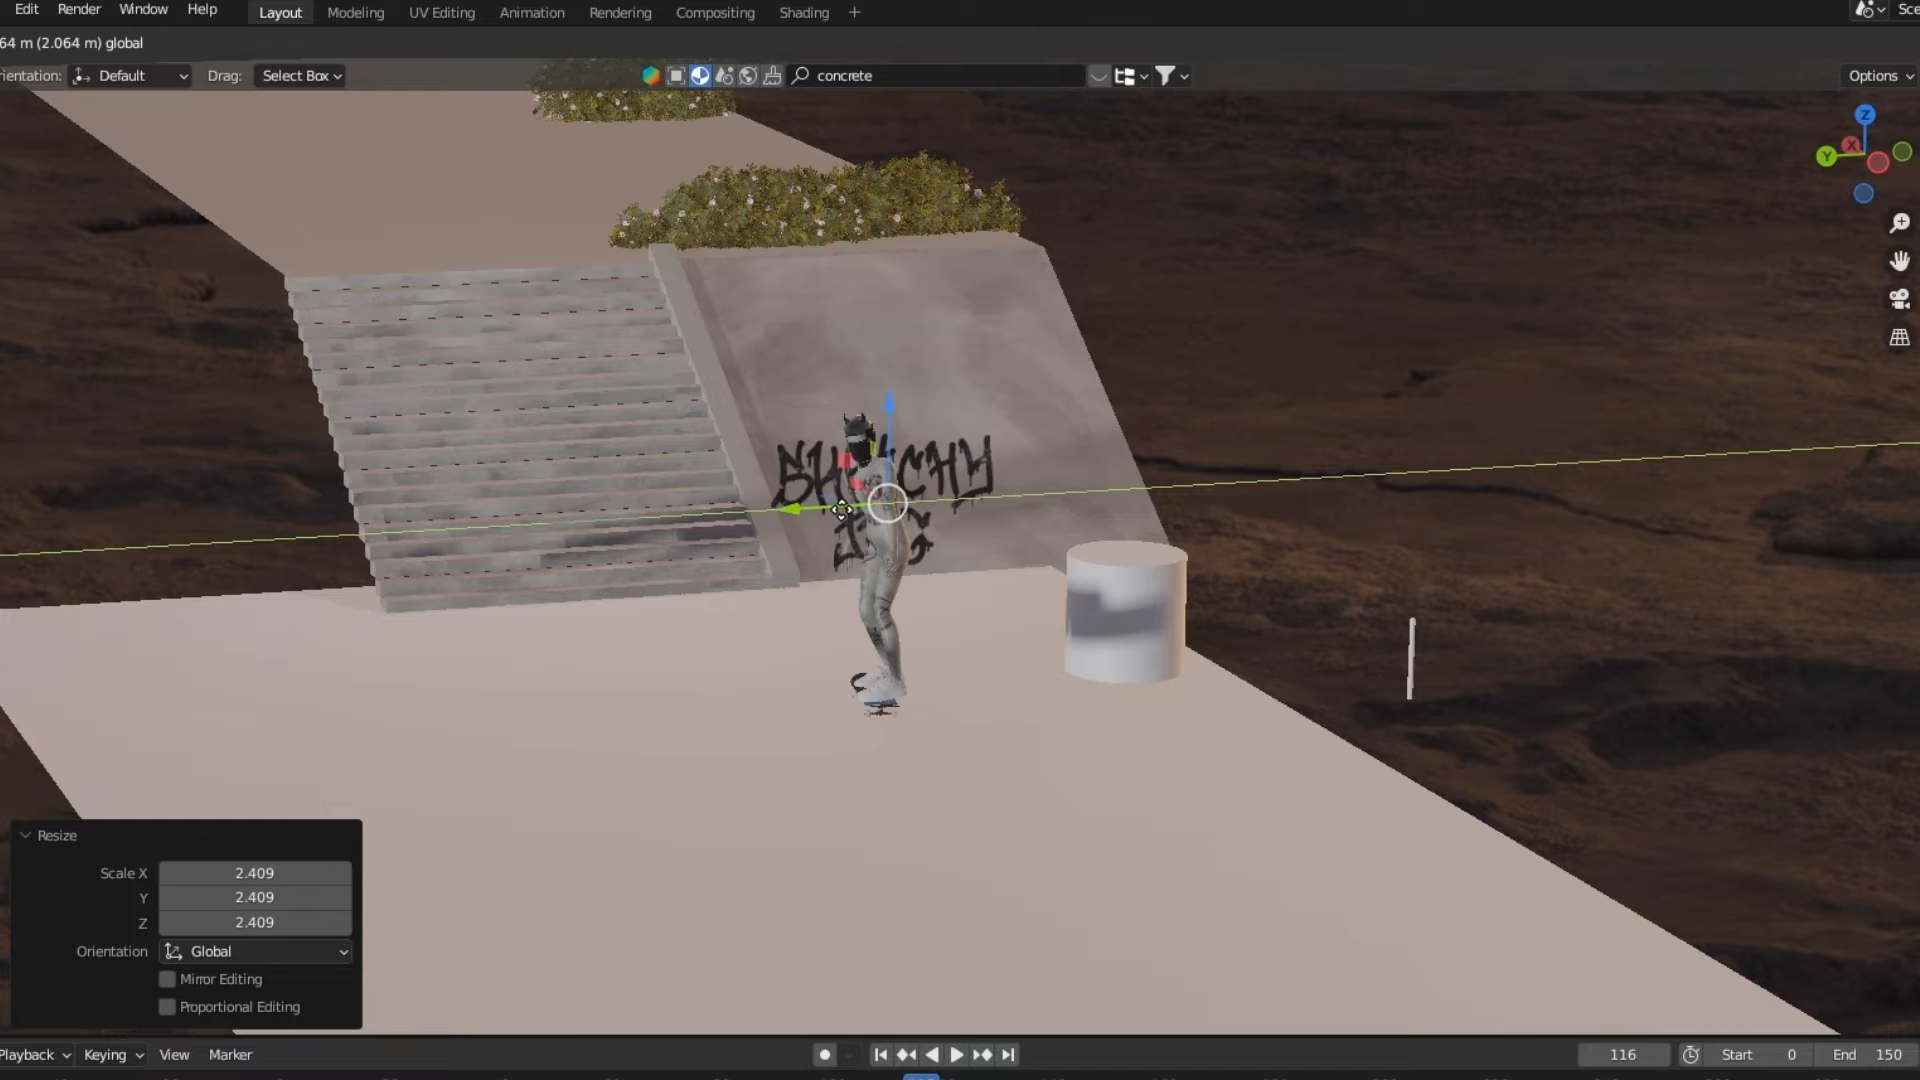 Edit Render Window Help Layout Modeling UV Editing Animation Rendering Compositing Shading + Sce
64 m (2.064 m) global
rientation: Default Drag: Select Box concrete Options
Z
X
Y
Resize
Scale X 2.409
Y 2.409
Z 2.409
Orientation Global
Mirror Editing
Proportional Editing
Playback Keying View Marker 116 Start 0 End 150